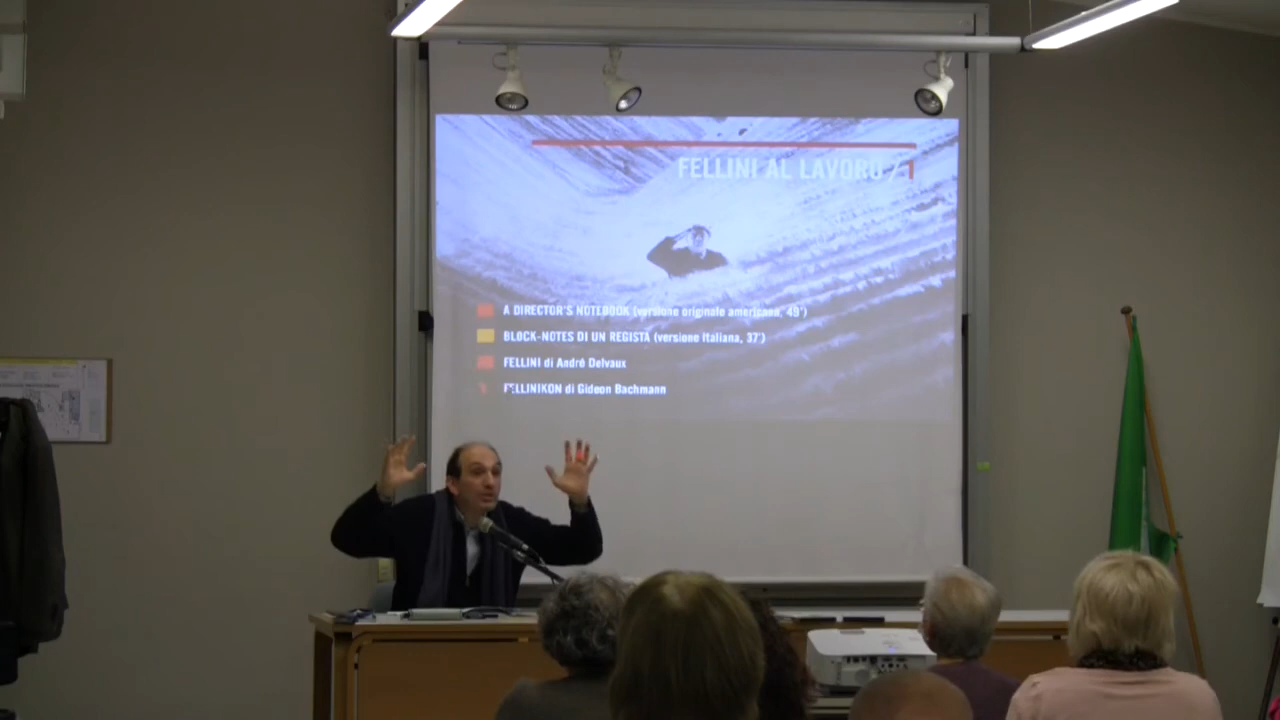 FELLINI AL LAVORO /1
A DIRECTOR'S NOTEBOOK (versione originale americana, 49')
BLOCK-NOTES DI UN REGISTA (versione italiana, 37')
FELLINI di André Delvaux
FELLINIKON di Gideon Bachmann